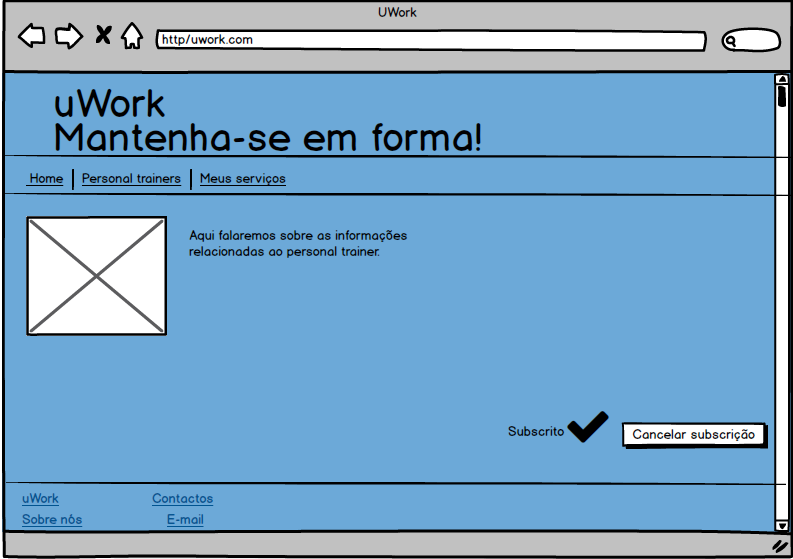 UWork
http/uwork.com
uWork
Mantenha-se em forma!
Home Personal trainers Meus serviços
Aqui falaremos sobre as informações
relacionadas ao personal trainer.
Subscrito Cancelar subscrição
uWork Contactos
Sobre nós E-mail